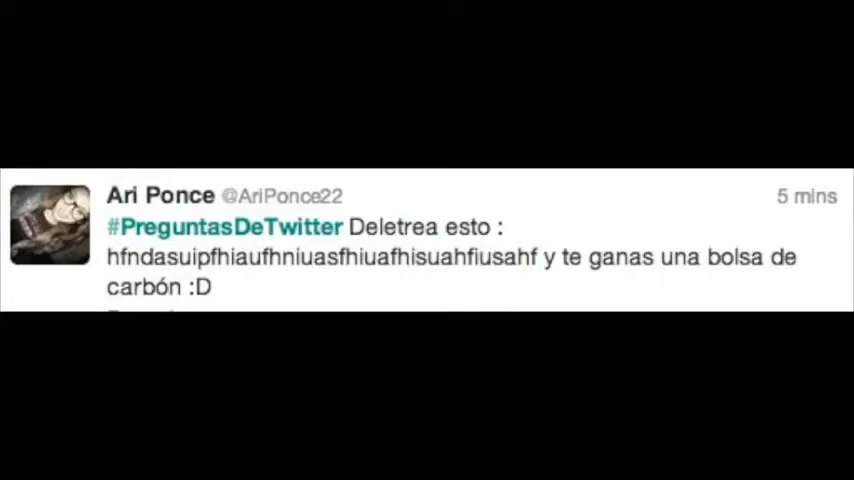 Ari Ponce @AriPonce22 5 mins
#PreguntasDeTwitter Deletrea esto :
hfndasuipfhiaufhniuasfhiuafhisuahfiusahf y te ganas una bolsa de
carbón :D